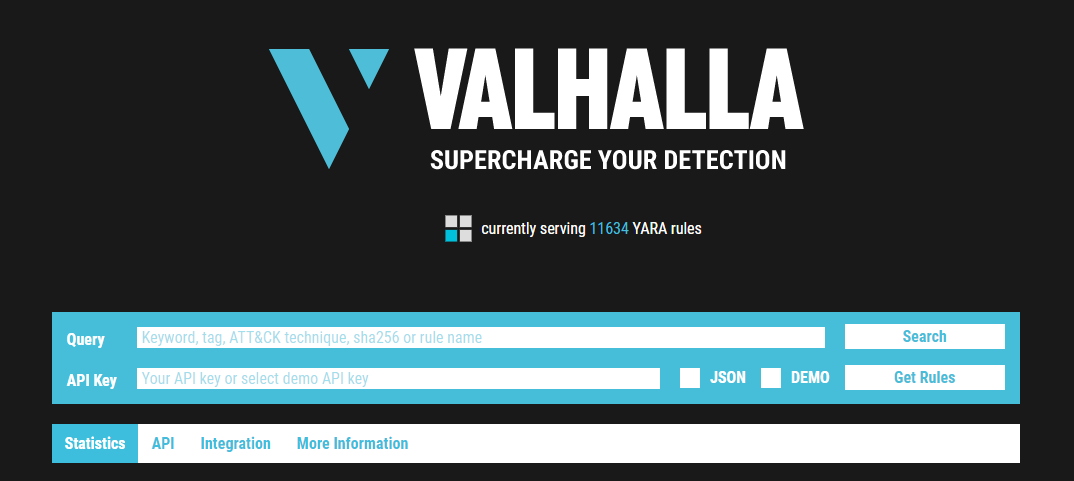 VALHALLA
SUPERCHARGE YOUR DETECTION
currently serving 11634 YARA rules
Query Keyword, tag, ATT&CK technique, sha256 or rule name Search
API Key Your API key or select demo API key JSON DEMO Get Rules
Statistics API Integration More Information